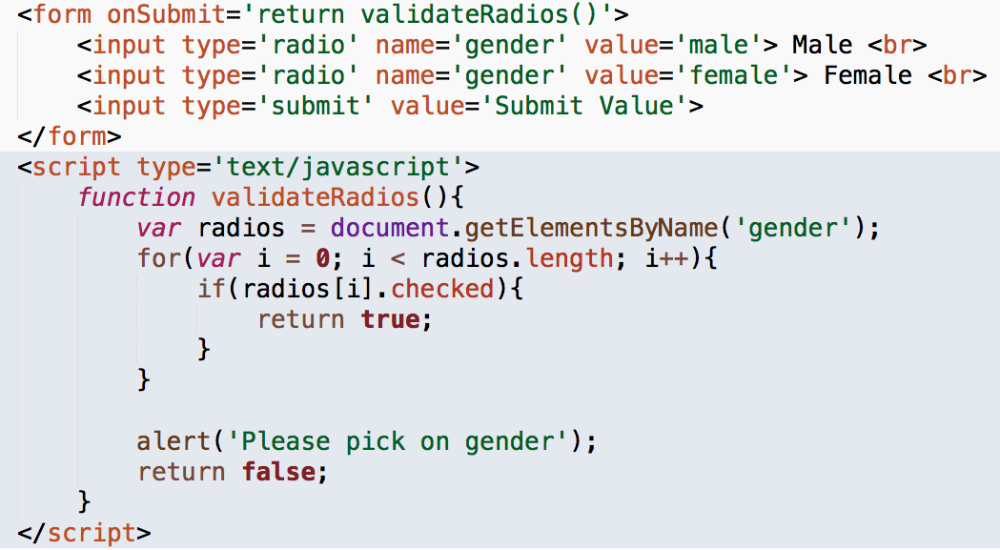 <form onSubmit='return validateRadios()'>
    <input type='radio' name='gender' value='male'> Male <br>
    <input type='radio' name='gender' value='female'> Female <br>
    <input type='submit' value='Submit Value'>
</form>
<script type='text/javascript'>
    function validateRadios(){
        var radios = document.getElementsByName('gender');
        for(var i = 0; i < radios.length; i++){
            if(radios[i].checked){
                return true;
            }
        }

        alert('Please pick on gender');
        return false;
    }
</script>